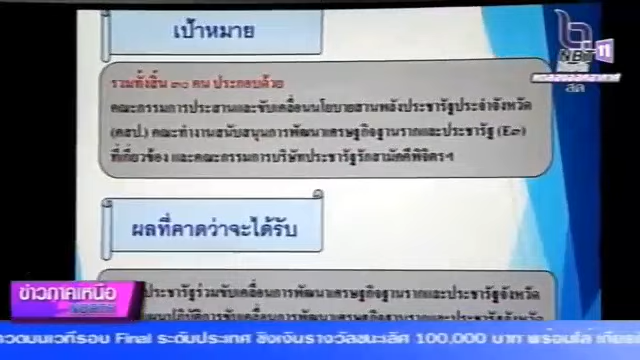 เป้าหมาย
NBT 11
รวมทั้งสิ้น ๓๐ คน ประกอบด้วย
คณะกรรมการประสานและขับเคลื่อนนโยบายสานพลังประชารัฐประจำจังหวัด
(คสป.) คณะทำงานสนับสนุนการพัฒนาเศรษฐกิจฐานรากและประชารัฐ (E๓)
ที่เกี่ยวข้อง และคณะกรรมการบริษัทประชารัฐรักสามัคคีพิจิตรฯ
ผลที่คาดว่าจะได้รับ
ประชารัฐร่วมขับเคลื่อนการพัฒนาเศรษฐกิจฐานรากและประชารัฐจังหวัด
ข่าวภาคเหนือ
วดบนเวทีรอบ Final ระดับประเทศ ชิงเงินรางวัลชนะเลิศ 100,000 บาท พร้อมโล่ เกียร